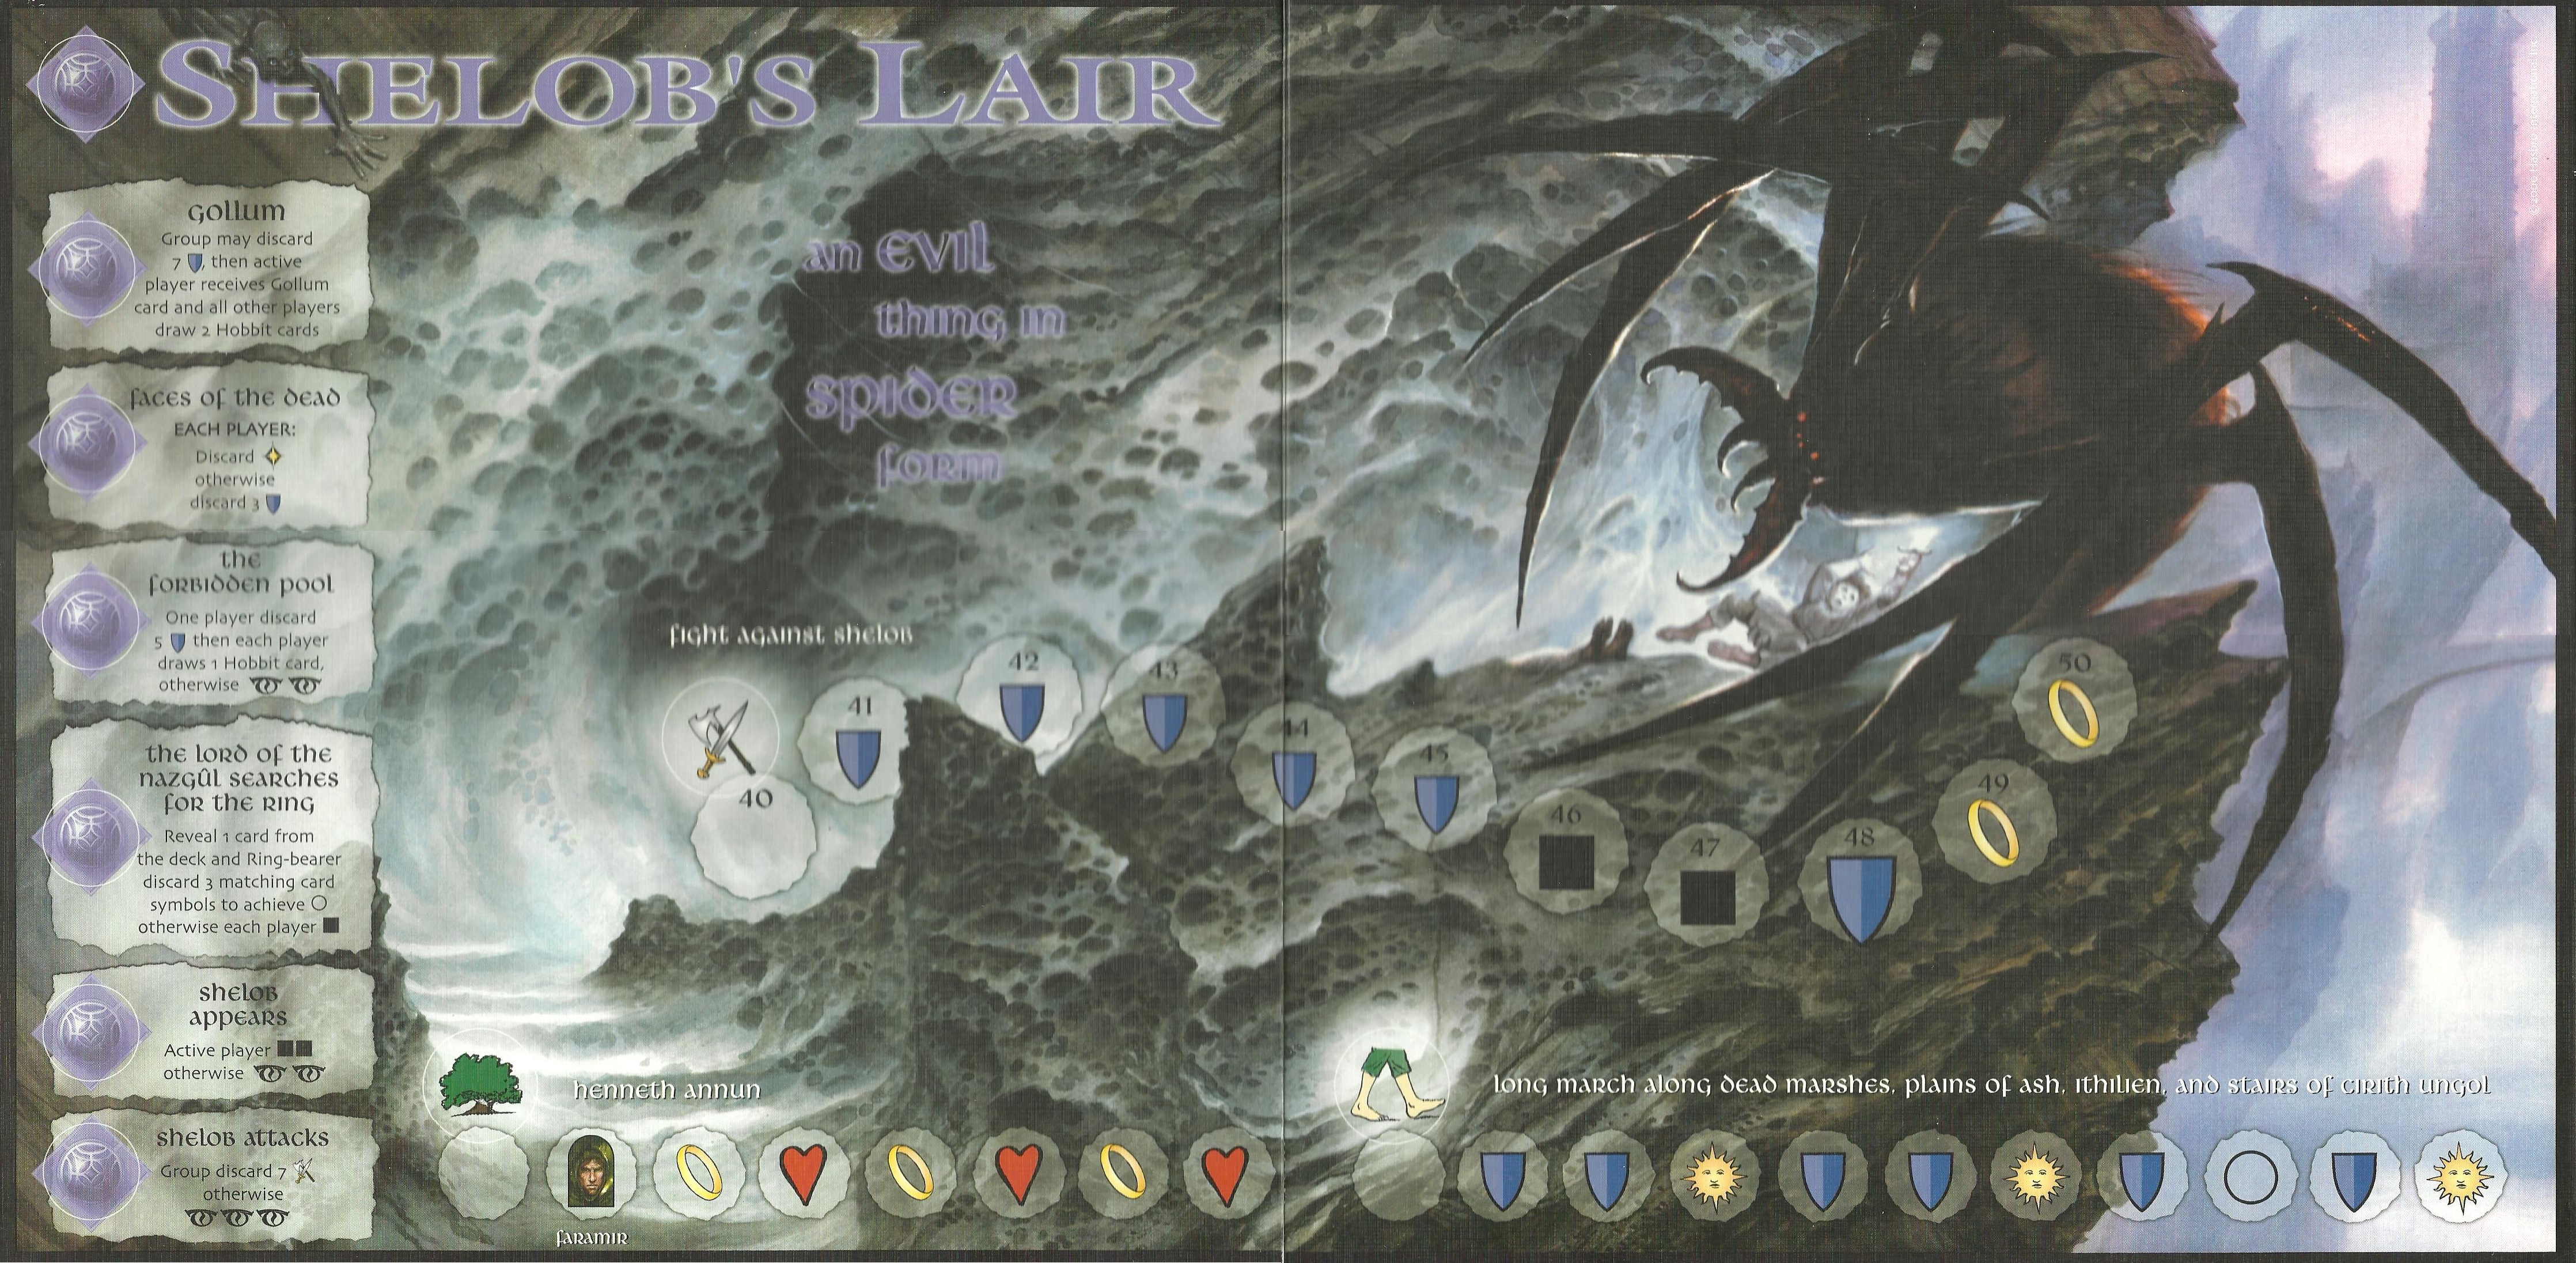 SHELOB'S LAIR
gollum
Group may discard
7 , then active
player receives Gollum
card and all other players
draw 2 Hobbit cards
faces of the dead
EACH PLAYER:
Discard
otherwise
discard 3
the
forbidden pool
One player discard
5 then each player
draws 1 Hobbit card,
otherwise
the lord of the
nazgûl searches
for the ring
Reveal 1 card from
the deck and Ring-bearer
discard 3 matching card
symbols to achieve
otherwise each player
shelob
appears
Active player
otherwise
shelob attacks
Group discard 7
otherwise
an evil
thing in
spider
form
fight against shelob
40
41
42
43
44
45
46
47
48
49
50
henneth annun
faramir
long march along dead marshes, plains of ash, ithilien, and stairs of cirith ungol